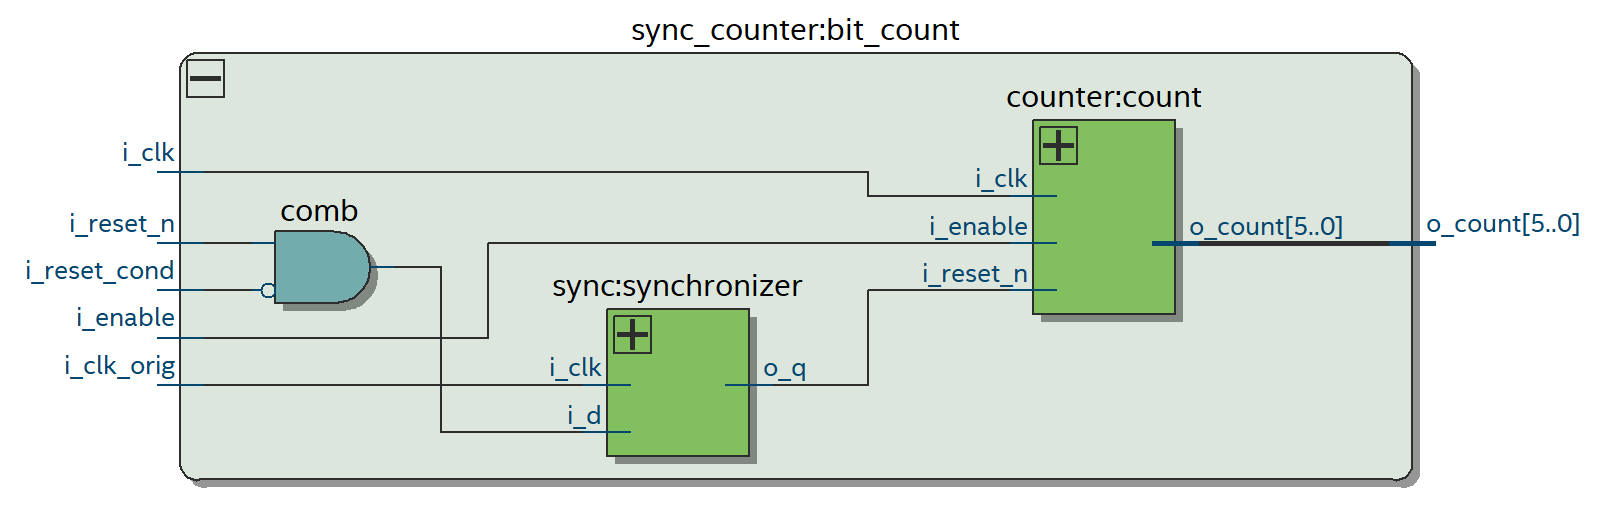 sync_counter:bit_count
counter:count
i_clk
i_clk
i_reset_n
comb
i_enable
o_count[5..0]
o_count[5..0]
i_reset_cond
i_reset_n
sync:synchronizer
i_enable
i_clk_orig
i_clk
o_q
i_d